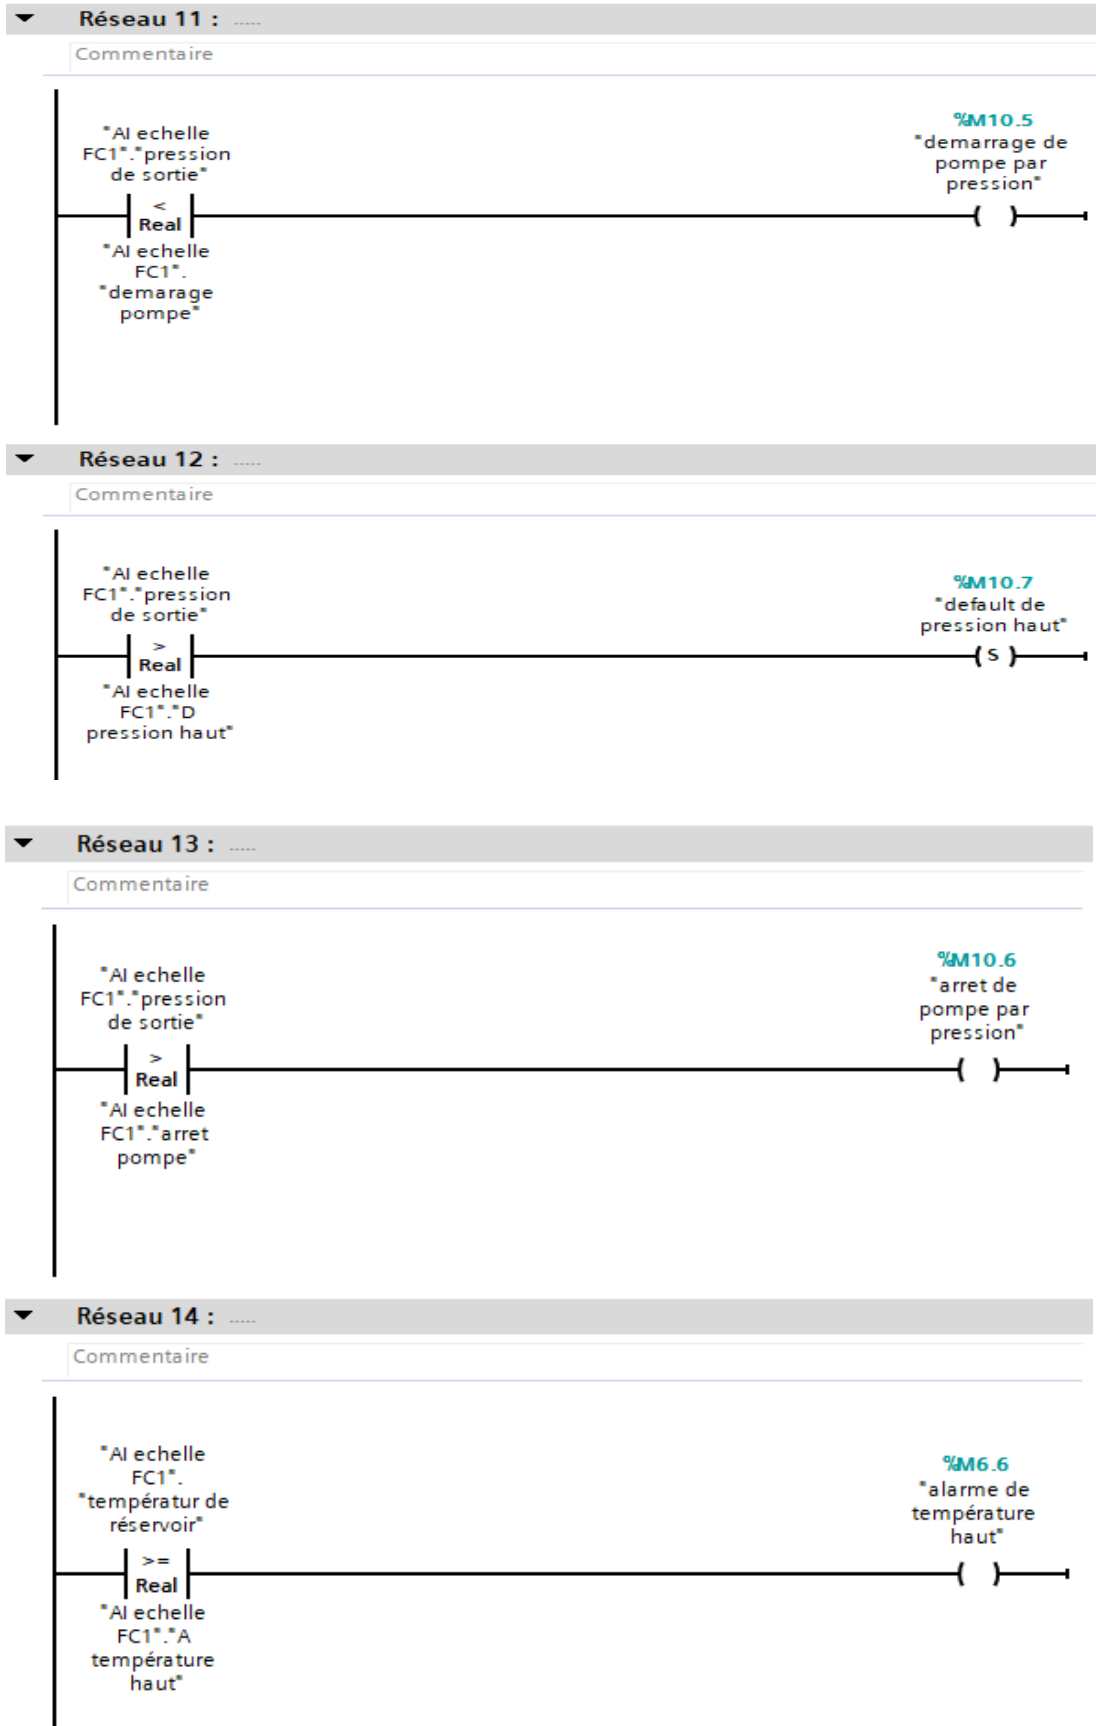 Réseau 11 : .....
Commentaire
"AI echelle
FC1"."pression
de sortie"
<
Real
"AI echelle
FC1".
"demarage
pompe"
%M10.5
"demarrage de
pompe par
pression"
( )
Réseau 12 : .....
Commentaire
"AI echelle
FC1"."pression
de sortie"
>
Real
"AI echelle
FC1"."D
pression haut"
%M10.7
"default de
pression haut"
( S )
Réseau 13 : .....
Commentaire
"AI echelle
FC1"."pression
de sortie"
>
Real
"AI echelle
FC1"."arret
pompe"
%M10.6
"arret de
pompe par
pression"
( )
Réseau 14 : .....
Commentaire
"AI echelle
FC1".
"températur de
réservoir"
>=
Real
"AI echelle
FC1"."A
température
haut"
%M6.6
"alarme de
température
haut"
( )